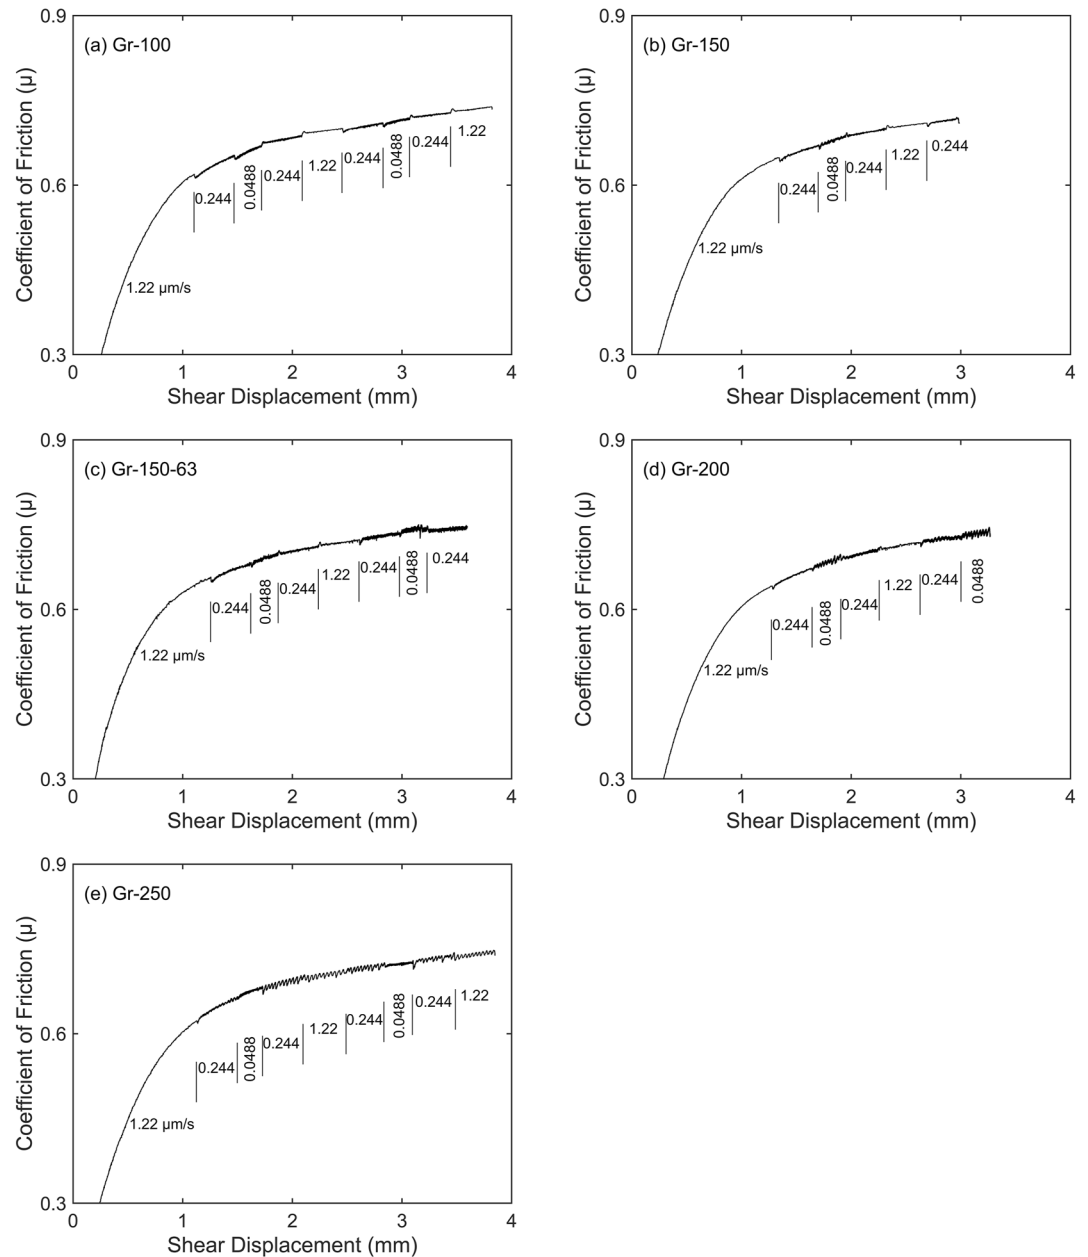 (a) Gr-100
Coefficient of Friction (μ)
0.9
0.6
0.3
1.22 μm/s
0.244
0.0488
0.244
1.22
0.244
0.0488
0.244
1.22
0 1 2 3 4
Shear Displacement (mm)
(b) Gr-150
Coefficient of Friction (μ)
0.9
0.6
0.3
1.22 μm/s
0.244
0.0488
0.244
1.22
0.244
0 1 2 3 4
Shear Displacement (mm)
(c) Gr-150-63
Coefficient of Friction (μ)
0.9
0.6
0.3
1.22 μm/s
0.244
0.0488
0.244
1.22
0.244
0.0488
0.244
0 1 2 3 4
Shear Displacement (mm)
(d) Gr-200
Coefficient of Friction (μ)
0.9
0.6
0.3
1.22 μm/s
0.244
0.0488
0.244
1.22
0.244
0.0488
0 1 2 3 4
Shear Displacement (mm)
(e) Gr-250
Coefficient of Friction (μ)
0.9
0.6
0.3
1.22 μm/s
0.244
0.0488
0.244
1.22
0.244
0.0488
0.244
1.22
0 1 2 3 4
Shear Displacement (mm)